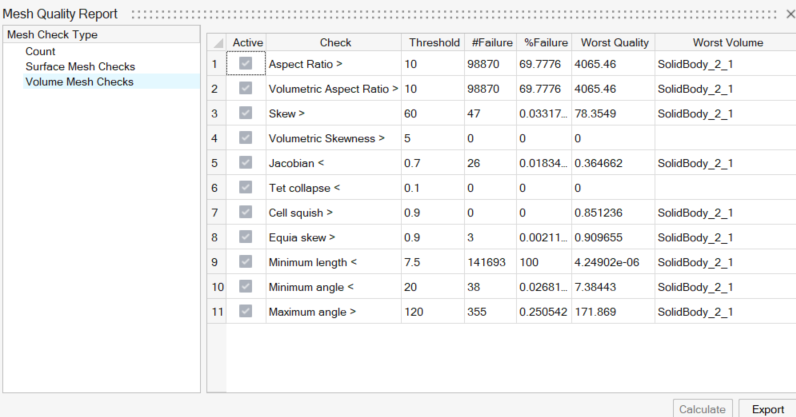 Mesh Quality Report
Mesh Check Type
Count
Surface Mesh Checks
Volume Mesh Checks
Active Check Threshold #Failure %Failure Worst Quality Worst Volume
1 Aspect Ratio > 10 98870 69.7776 4065.46 SolidBody_2_1
2 Volumetric Aspect Ratio > 10 98870 69.7776 4065.46 SolidBody_2_1
3 Skew > 60 47 0.03317... 78.3549 SolidBody_2_1
4 Volumetric Skewness > 5 0 0 0
5 Jacobian < 0.7 26 0.01834... 0.364662 SolidBody_2_1
6 Tet collapse < 0.1 0 0 0
7 Cell squish > 0.9 0 0 0.851236 SolidBody_2_1
8 Equia skew > 0.9 3 0.00211... 0.909655 SolidBody_2_1
9 Minimum length < 7.5 141693 100 4.24902e-06 SolidBody_2_1
10 Minimum angle < 20 38 0.02681... 7.38443 SolidBody_2_1
11 Maximum angle > 120 355 0.250542 171.869 SolidBody_2_1
Calculate Export